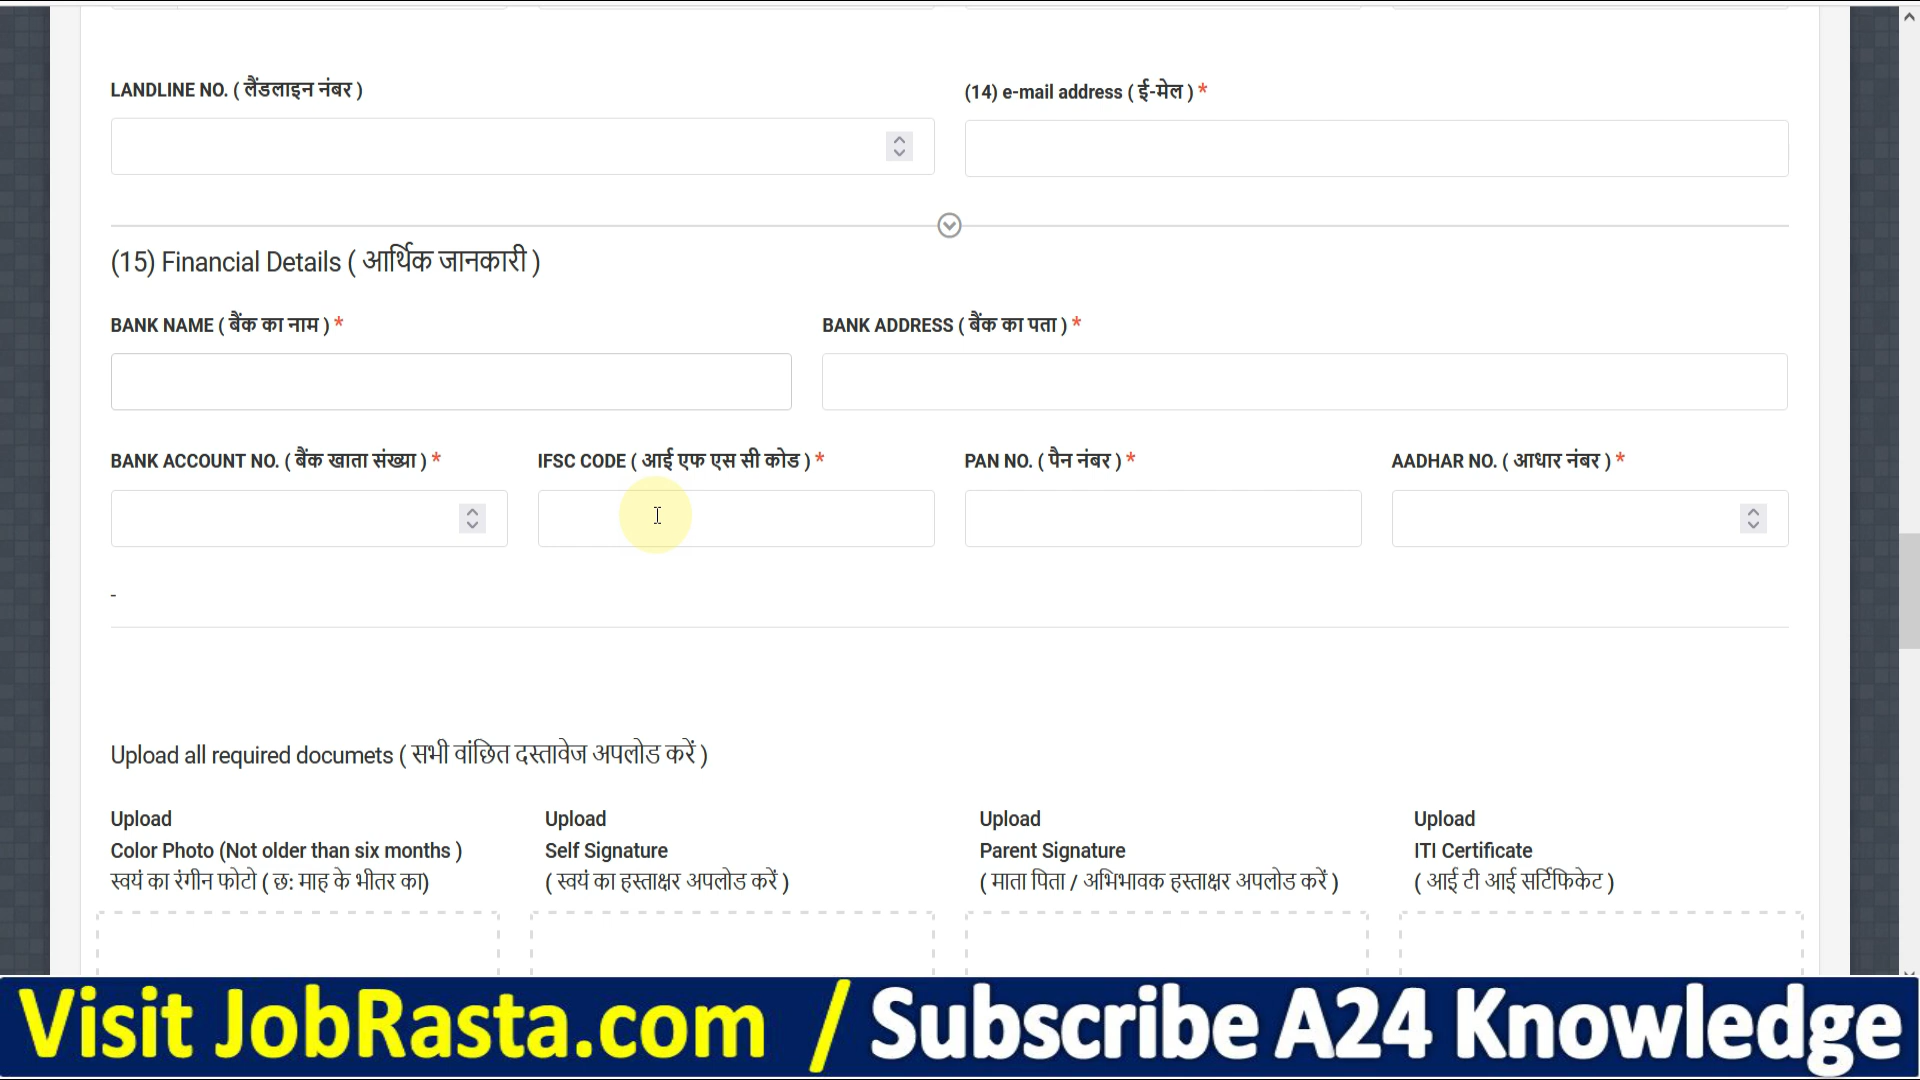 LANDLINE NO. ( लैंडलाइन नंबर )
(14) e-mail address ( ई-मेल ) *
(15) Financial Details ( आर्थिक जानकारी )
BANK NAME ( बैंक का नाम ) *
BANK ADDRESS ( बैंक का पता ) *
BANK ACCOUNT NO. ( बैंक खाता संख्या ) *
IFSC CODE ( आई एफ एस सी कोड ) *
PAN NO. ( पैन नंबर ) *
AADHAR NO. ( आधार नंबर ) *
-
Upload all required documets ( सभी वांछित दस्तावेज अपलोड करें )
Upload
Color Photo (Not older than six months )
स्वयं का रंगीन फोटो ( छ: माह के भीतर का)
Upload
Self Signature
( स्वयं का हस्ताक्षर अपलोड करें )
Upload
Parent Signature
( माता पिता / अभिभावक हस्ताक्षर अपलोड करें )
Upload
ITI Certificate
( आई टी आई सर्टिफिकेट )
Visit JobRasta.com / Subscribe A24 Knowledge